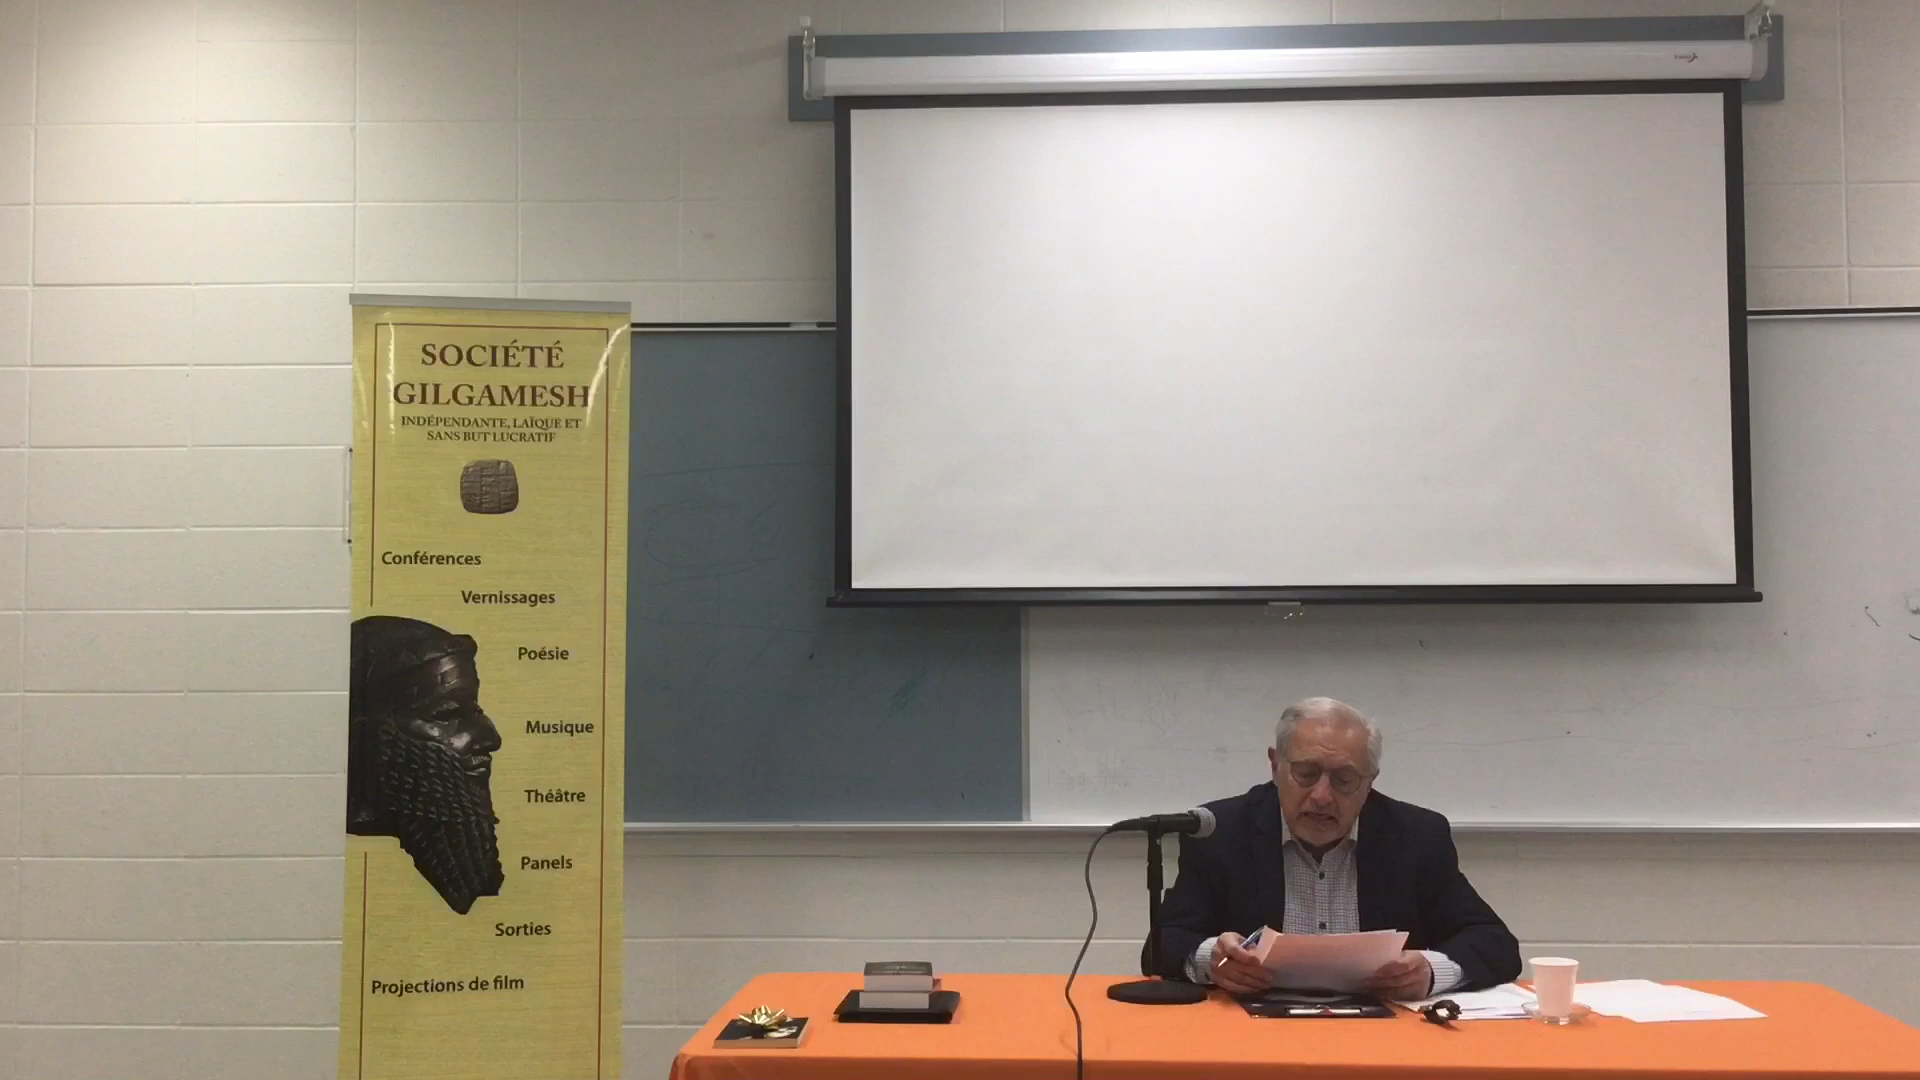 SOCIÉTÉ
GILGAMESH
INDÉPENDANTE, LAÏQUE ET
SANS BUT LUCRATIF
Conférences
Vernissages
Poésie
Musique
Théâtre
Panels
Sorties
Projections de film